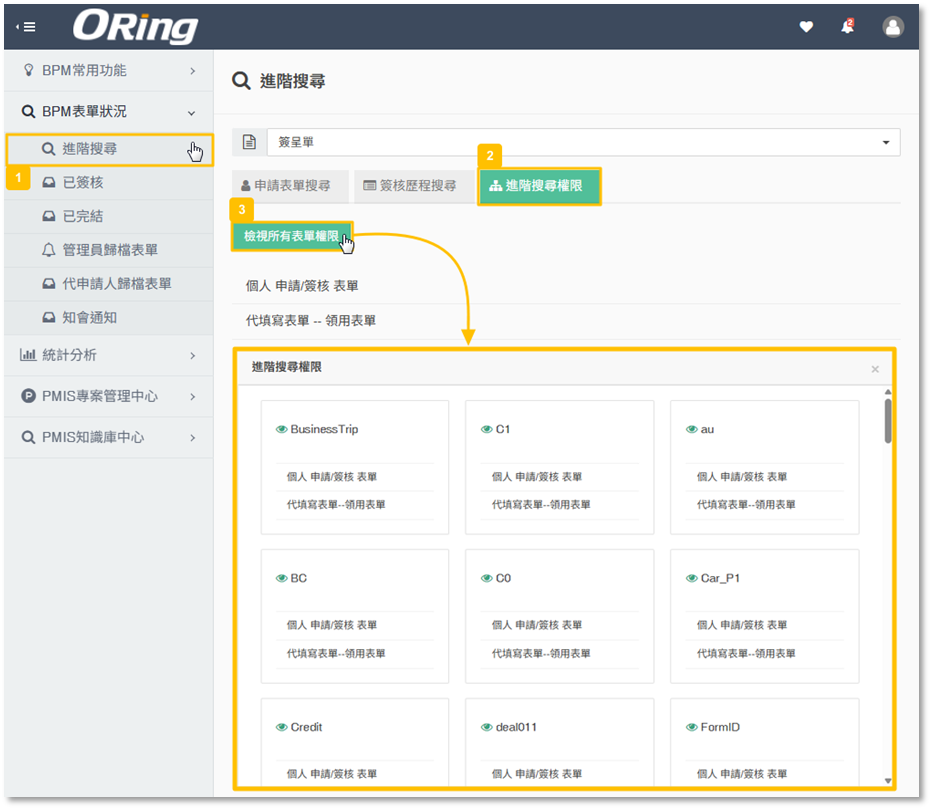 ORing
2
BPM常用功能
BPM表單狀況
進階搜尋
1
已簽核
已完結
管理員歸檔表單
代申請人歸檔表單
知會通知
統計分析
P PMIS專案管理中心
PMIS知識庫中心
進階搜尋
簽呈單
2
申請表單搜尋
簽核歷程搜尋
進階搜尋權限
3
檢視所有表單權限
個人 申請/簽核 表單
代填寫表單 -- 領用表單
進階搜尋權限
×
BusinessTrip
個人 申請/簽核 表單
代填寫表單--領用表單
C1
個人 申請/簽核 表單
代填寫表單--領用表單
au
個人 申請/簽核 表單
代填寫表單--領用表單
BC
個人 申請/簽核 表單
代填寫表單--領用表單
C0
個人 申請/簽核 表單
代填寫表單--領用表單
Car_P1
個人 申請/簽核 表單
代填寫表單--領用表單
Credit
個人 申請/簽核 表單
deal011
個人 申請/簽核 表單
FormID
個人 申請/簽核 表單